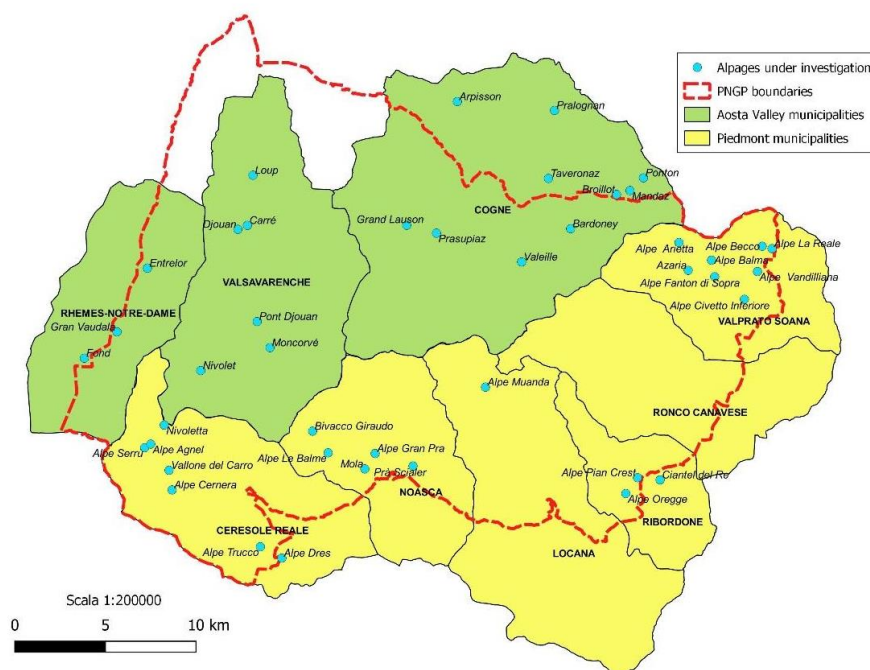 Alpages under investigation
PNGP boundaries
Aosta Valley municipalities
Piedmont municipalities
Arpisson
Pralognan
Loup
Taveronaz
Ponton
Broillot
Mandaz
COGNE
Grand Lauson
Djouan
Carré
Prasupiaz
Bardoney
Valeille
Alpe Arietta
Alpe Becco
Alpe La Reale
Azaria
Alpe Balma
Alpe Vandilliana
Alpe Fanton di Sopra
Alpe Civetto Inferiore
VALPRATO SOANA
Entrelor
VALSAVARENCHE
RHEMES-NOTRE-DAME
Gran Vaudala
Pont Djouan
Fond
Moncorvé
Nivolet
Alpe Muanda
RONCO CANAVESE
Nivoletta
Bivacco Giraudo
Alpe Serru
Alpe Agnel
Alpe Le Balme
Alpe Gran Pra
Vallone del Carro
Mola
Prà Scialer
Alpe Pian Crest
Ciantel del Re
Alpe Cernera
NOASCA
Alpe Oregge
RIBORDONE
CERESOLE REALE
Alpe Trucco
Alpe Dres
LOCANA
Scala 1:200000
0 5 10 km